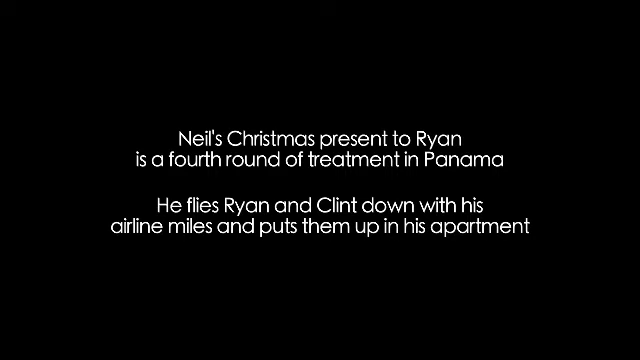 Neil's Christmas present to Ryan
is a fourth round of treatment in Panama
He flies Ryan and Clint down with his
airline miles and puts them up in his apartment